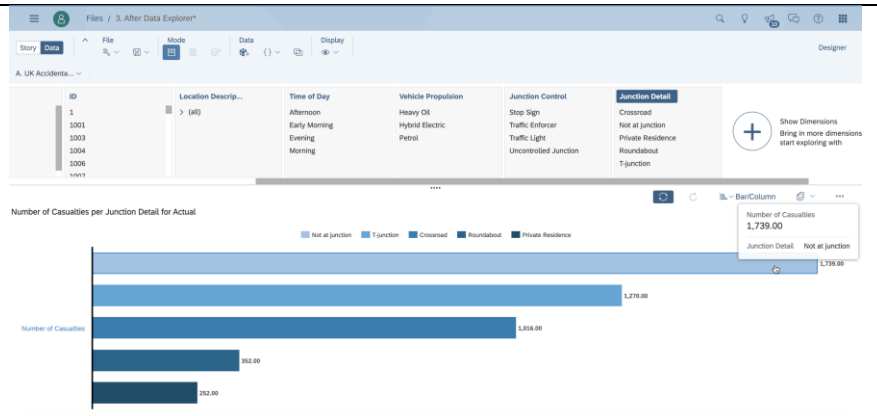 Files / 3. After Data Explorer*
Story Data
File
Mode
Data
Display
Designer
A. UK Accidenta...
ID
1
1001
1003
1004
1006
1007
Location Descrip...
(all)
Time of Day
Afternoon
Early Morning
Evening
Morning
Vehicle Propulsion
Heavy Oil
Hybrid Electric
Petrol
Junction Control
Stop Sign
Traffic Enforcer
Traffic Light
Uncontrolled Junction
Junction Detail
Crossroad
Not at junction
Private Residence
Roundabout
T-junction
Show Dimensions
Bring in more dimensions
start exploring with
Bar/Column
Number of Casualties per Junction Detail for Actual
Not at junction T-junction Crossroad Roundabout Private Residence
Number of Casualties
1,739.00
Junction Detail Not at junction
1,739.00
1,270.00
Number of Casualties
1,016.00
352.00
252.00